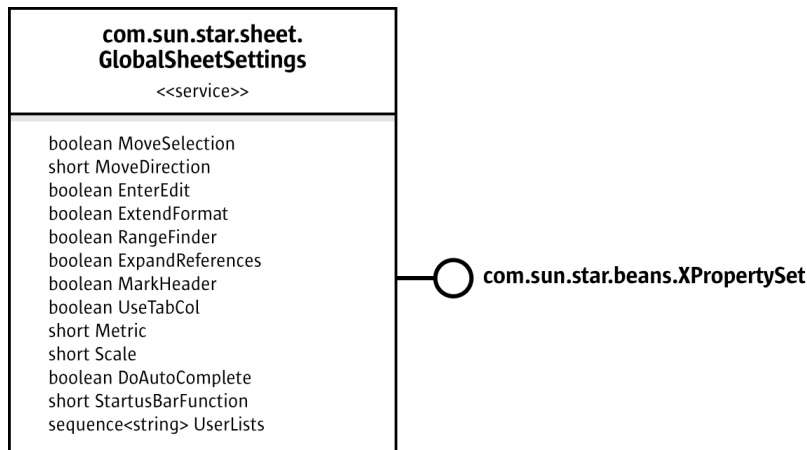 com.sun.star.sheet.
GlobalSheetSettings
<<service>>
boolean MoveSelection
short MoveDirection
boolean EnterEdit
boolean ExtendFormat
boolean RangeFinder
boolean ExpandReferences
boolean MarkHeader
boolean UseTabCol
short Metric
short Scale
boolean DoAutoComplete
short StartusBarFunction
sequence<string> UserLists
com.sun.star.beans.XPropertySet